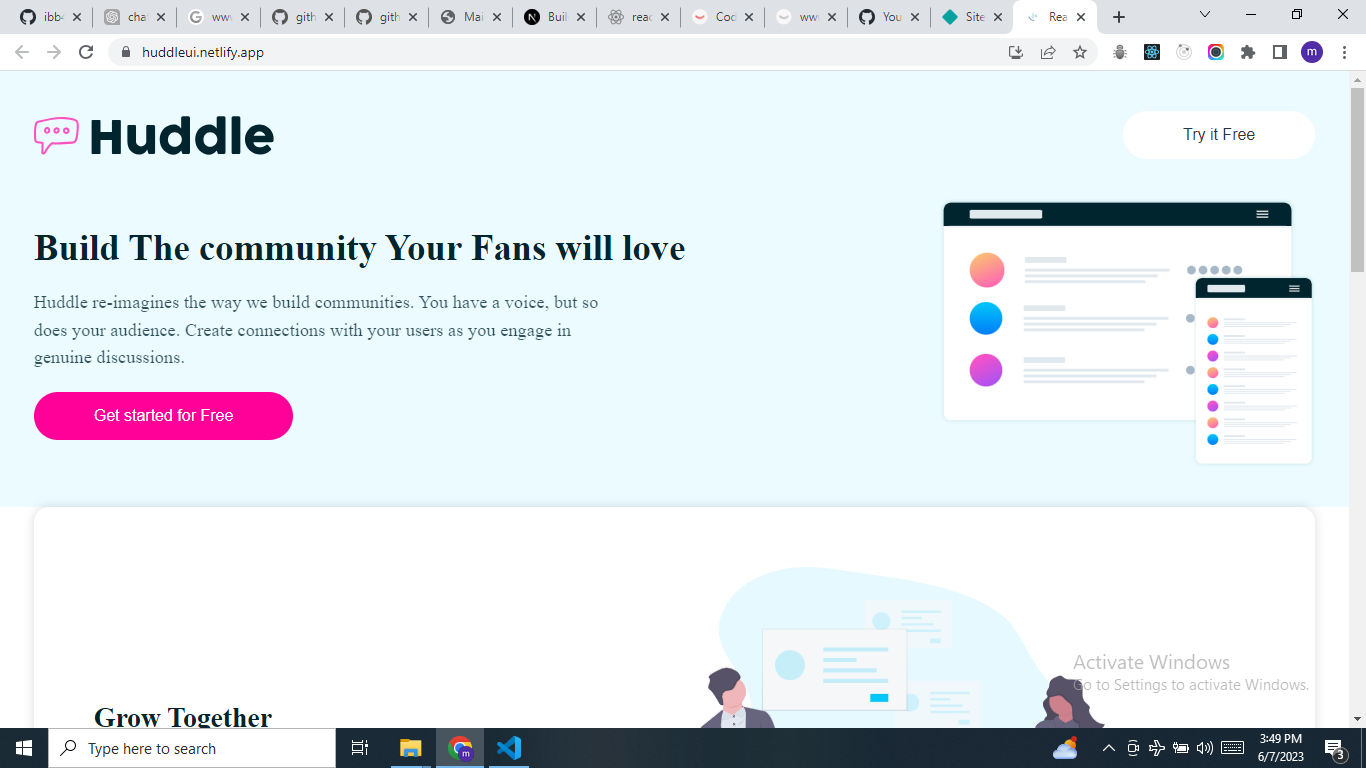 ibb4
chat
www
gith
gith
Mai
Buil
reac
Cod
www
You
Site
Rea
huddleui.netlify.app
m
Huddle
Try it Free
Build The community Your Fans will love
Huddle re-imagines the way we build communities. You have a voice, but so
does your audience. Create connections with your users as you engage in
genuine discussions.
Get started for Free
Grow Together
Activate Windows
Go to Settings to activate Windows.
Type here to search
m
3:49 PM
6/7/2023
3